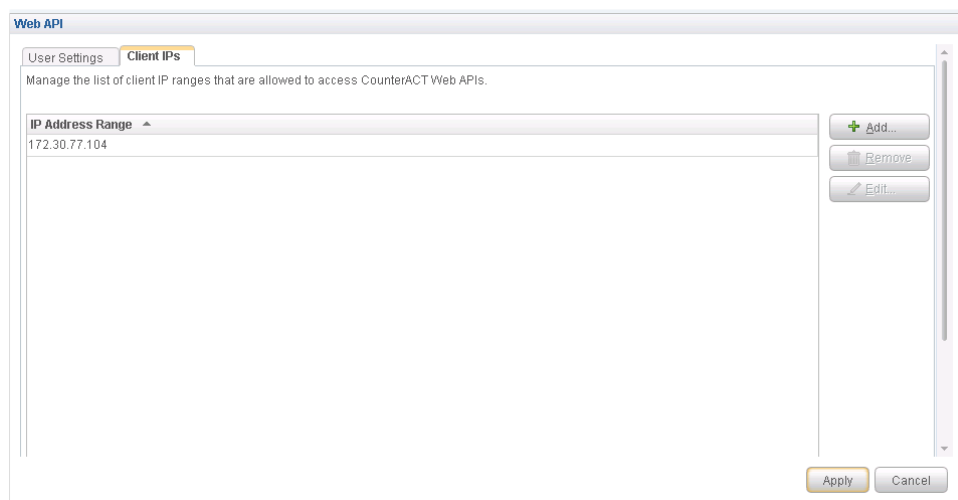 Web API
User Settings
Client IPs
Manage the list of client IP ranges that are allowed to access CounterACT Web APIs.
IP Address Range
172.30.77.104
Add...
Remove
Edit...
Apply
Cancel